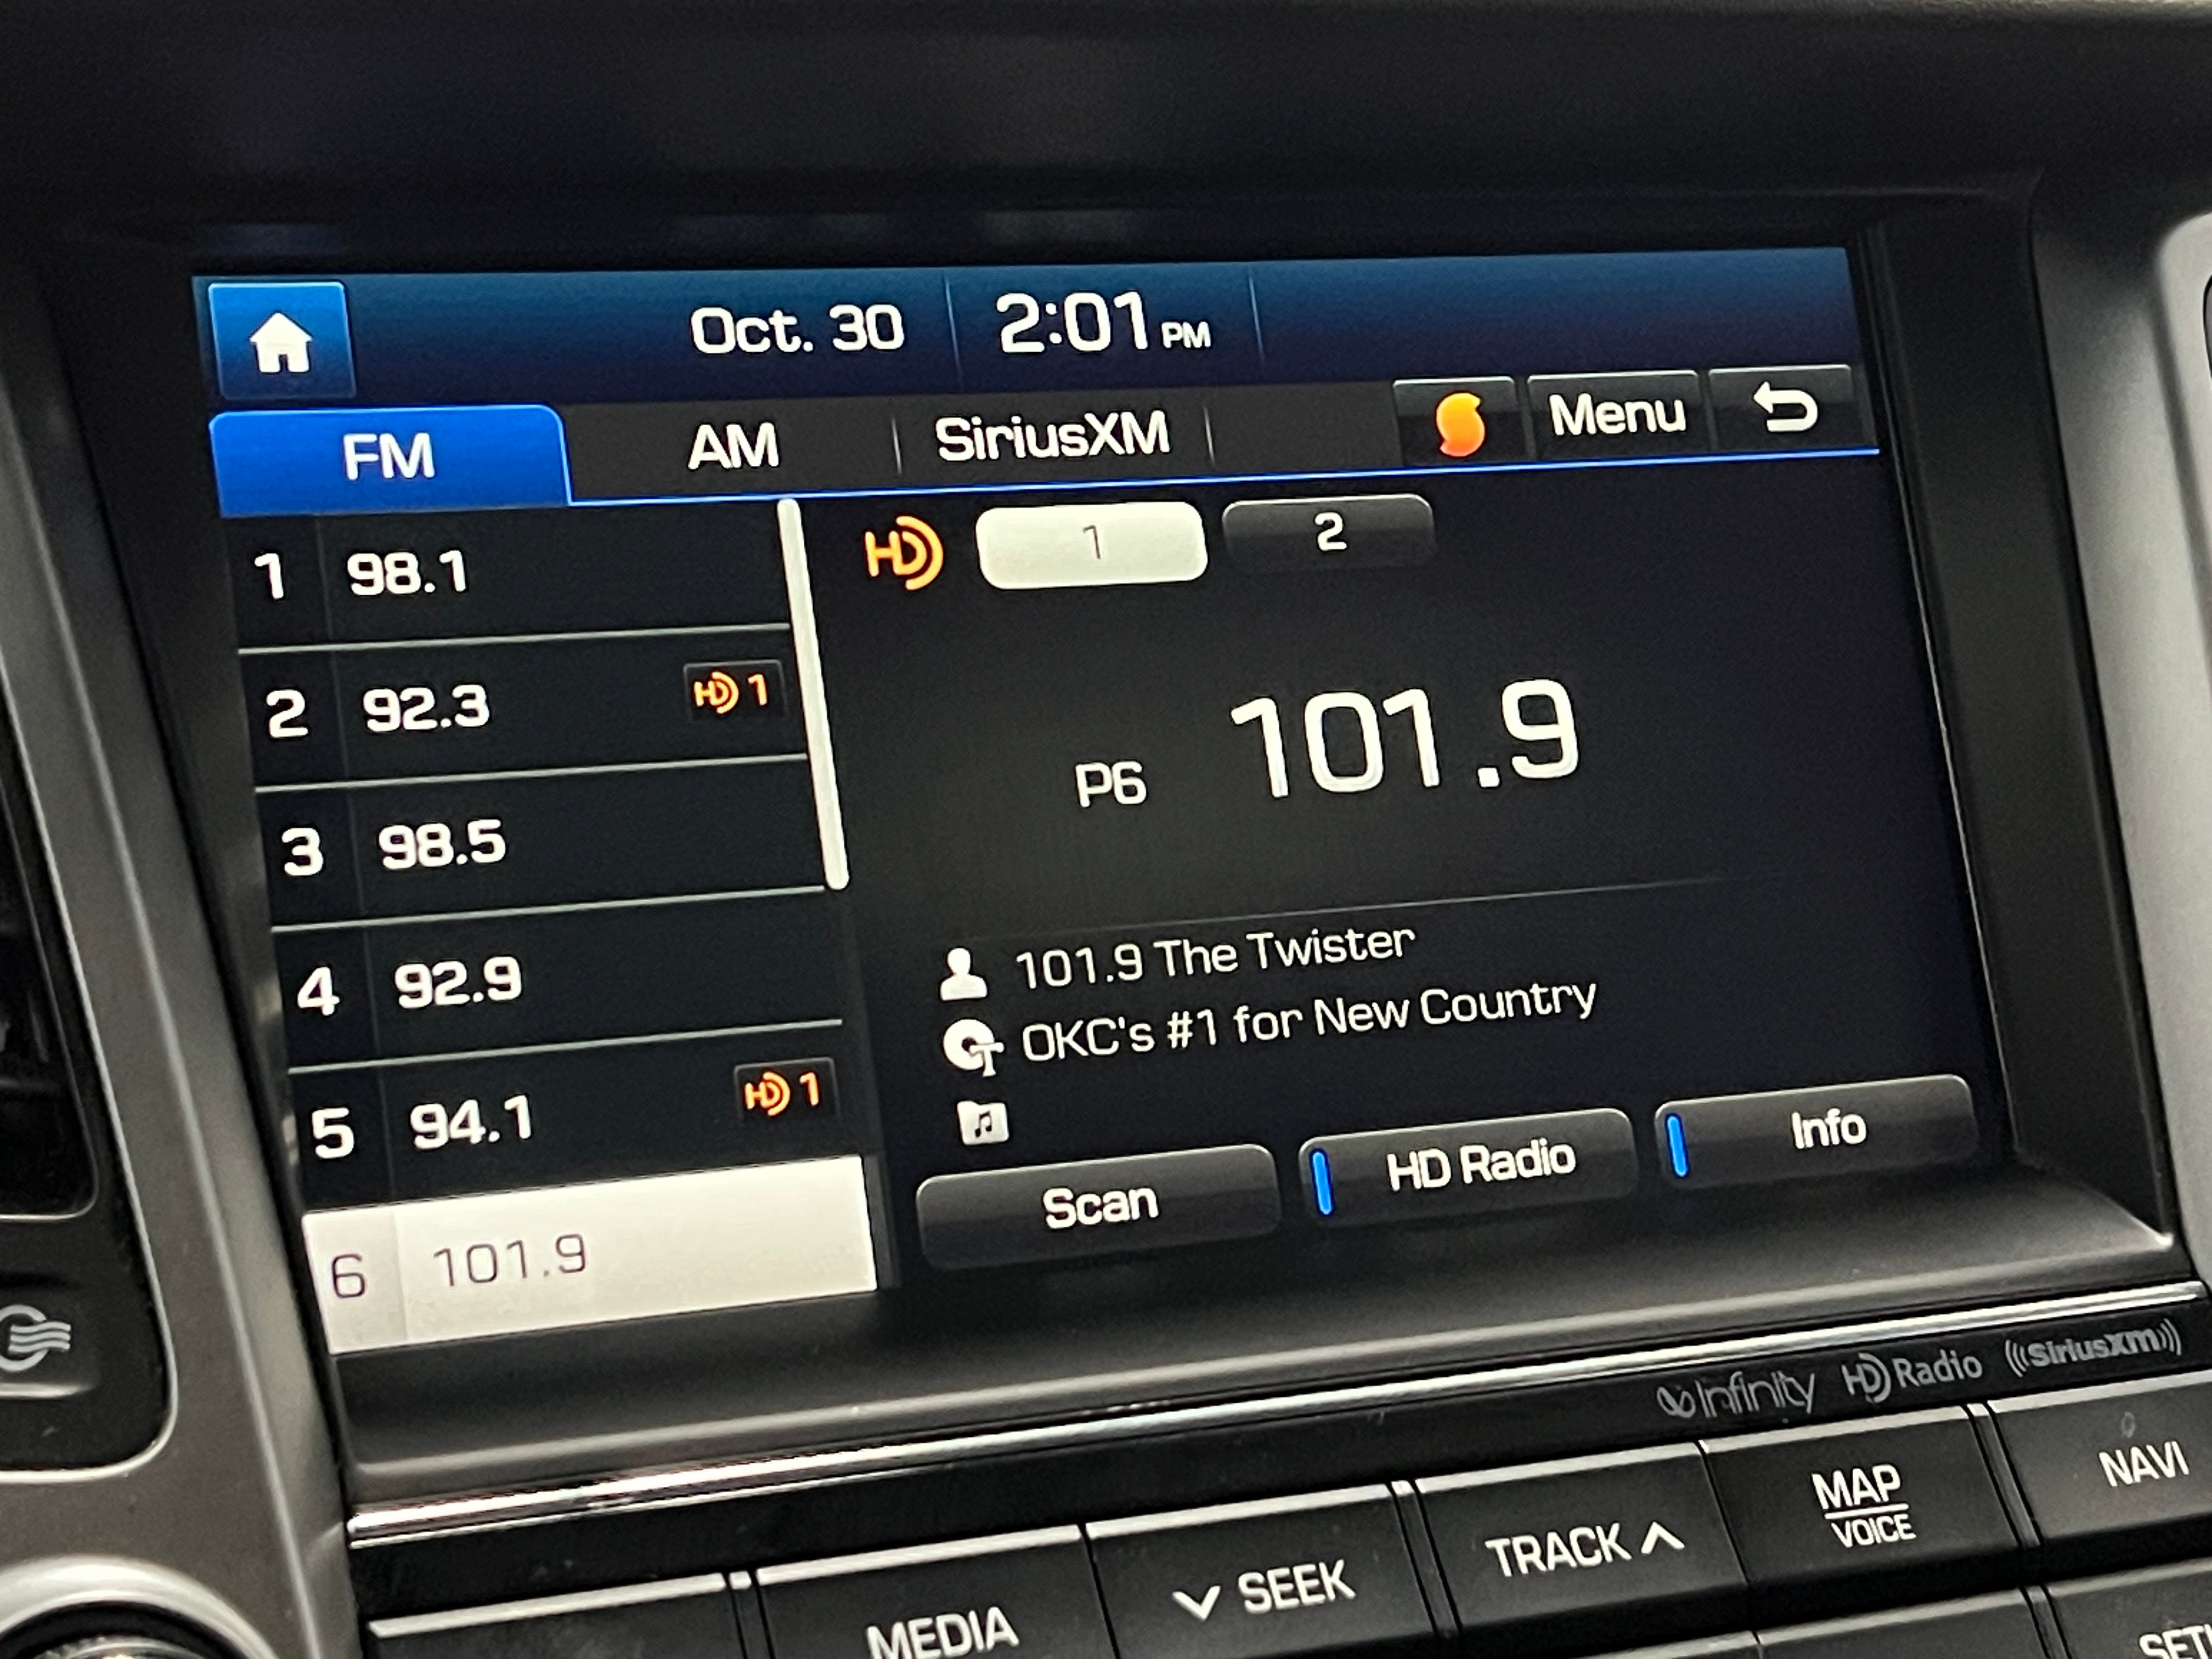 Oct. 30 2:01 PM
FM AM SiriusXM Menu
HD 1 2
1 98.1
2 92.3 HD 1
3 98.5
4 92.9
5 94.1 HD 1
6 101.9
P6 101.9
101.9 The Twister
OKC's #1 for New Country
Scan HD Radio Info
Infinity HD Radio SiriusXM
MEDIA SEEK TRACK MAP NAVI
VOICE